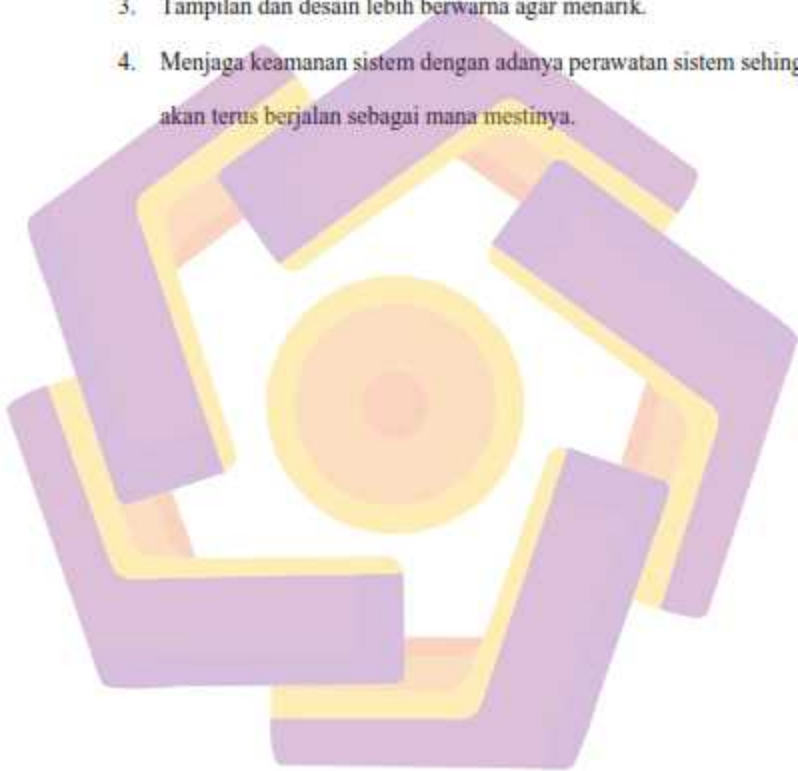 3. Tampilan dan desain lebih berwarna agar menarik.
4. Menjaga keamanan sistem dengan adanya perawatan sistem
akan terus berjalan sebagai mana mestinya.